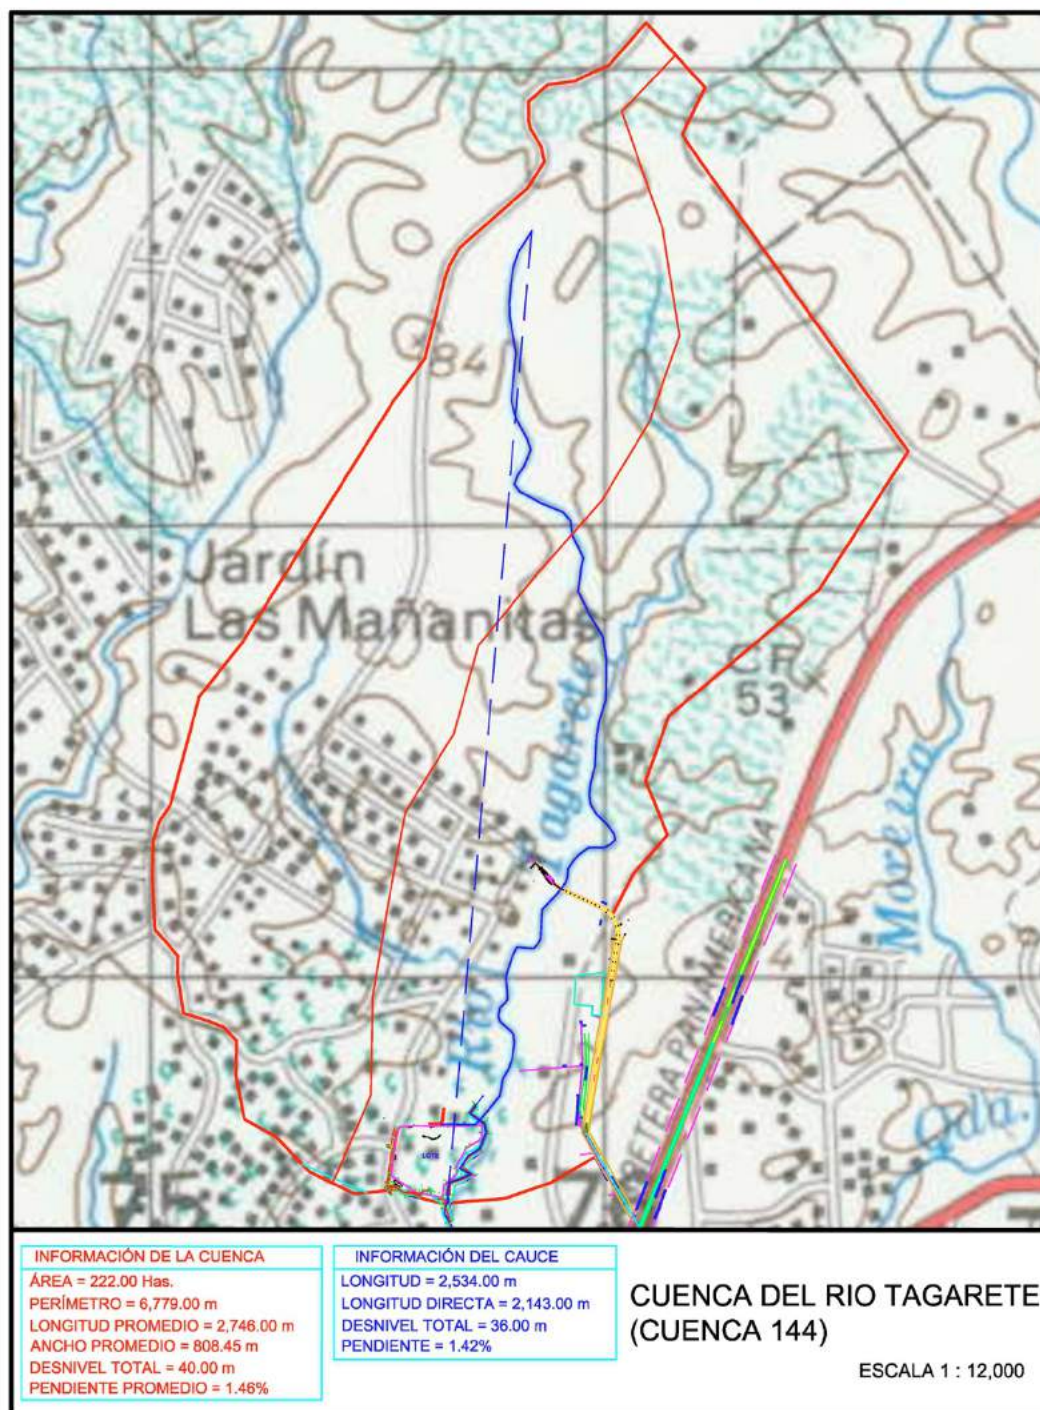 84
Jardín
Las Mañanitas
53
Tagarete
Río
Moreira
CARRETERA PANAMERICANA
Qda.
LOTE
7
INFORMACIÓN DE LA CUENCA
ÁREA = 222.00 Has.
PERÍMETRO = 6,779.00 m
LONGITUD PROMEDIO = 2,746.00 m
ANCHO PROMEDIO = 808.45 m
DESNIVEL TOTAL = 40.00 m
PENDIENTE PROMEDIO = 1.46%
INFORMACIÓN DEL CAUCE
LONGITUD = 2,534.00 m
LONGITUD DIRECTA = 2,143.00 m
DESNIVEL TOTAL = 36.00 m
PENDIENTE = 1.42%
CUENCA DEL RIO TAGARETE
(CUENCA 144)
ESCALA 1 : 12,000